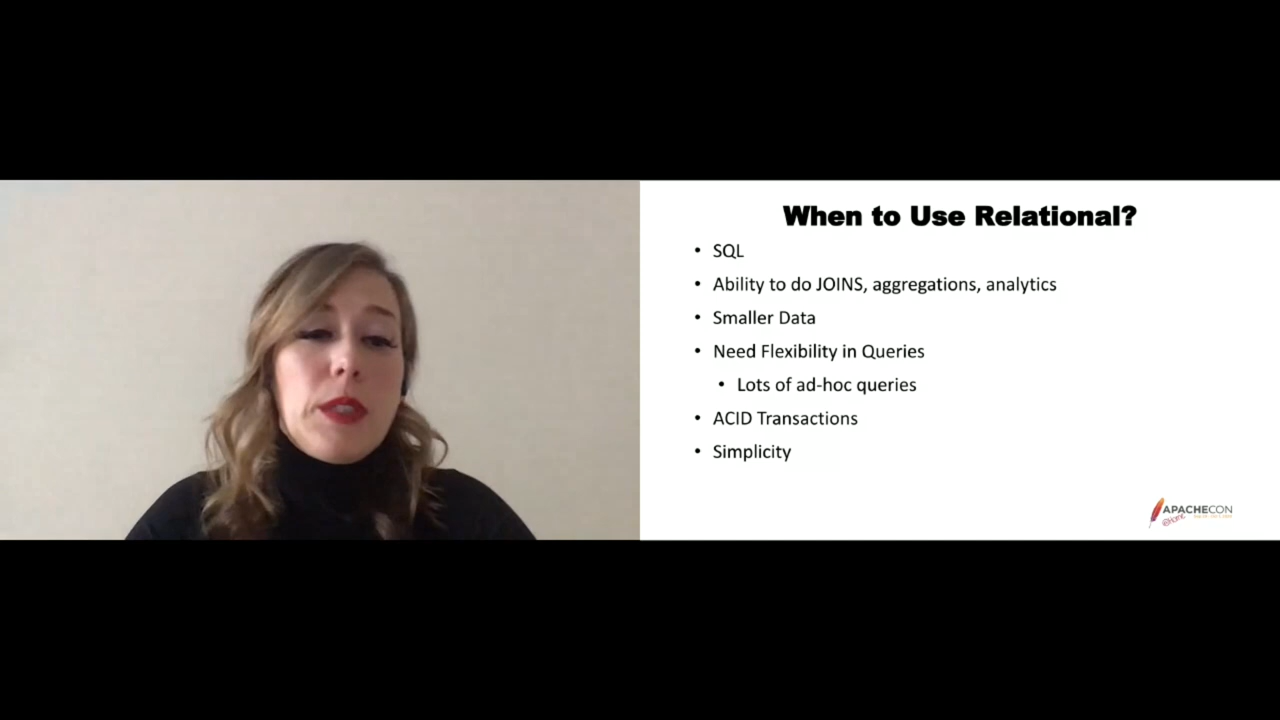 When to Use Relational?
• SQL
• Ability to do JOINS, aggregations, analytics
• Smaller Data
• Need Flexibility in Queries
• Lots of ad-hoc queries
• ACID Transactions
• Simplicity
APACHECON
@Home